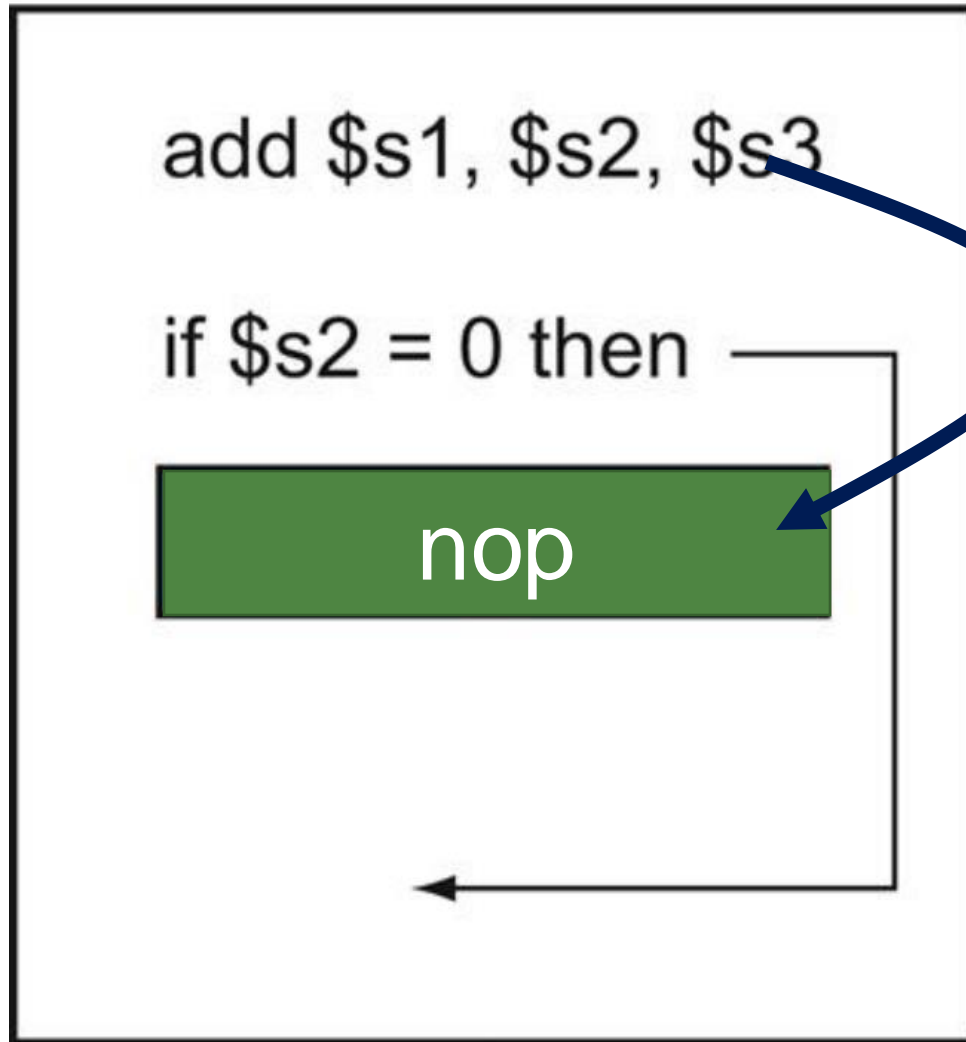 add $s1, $s2, $s3
if $s2 = 0 then
nop